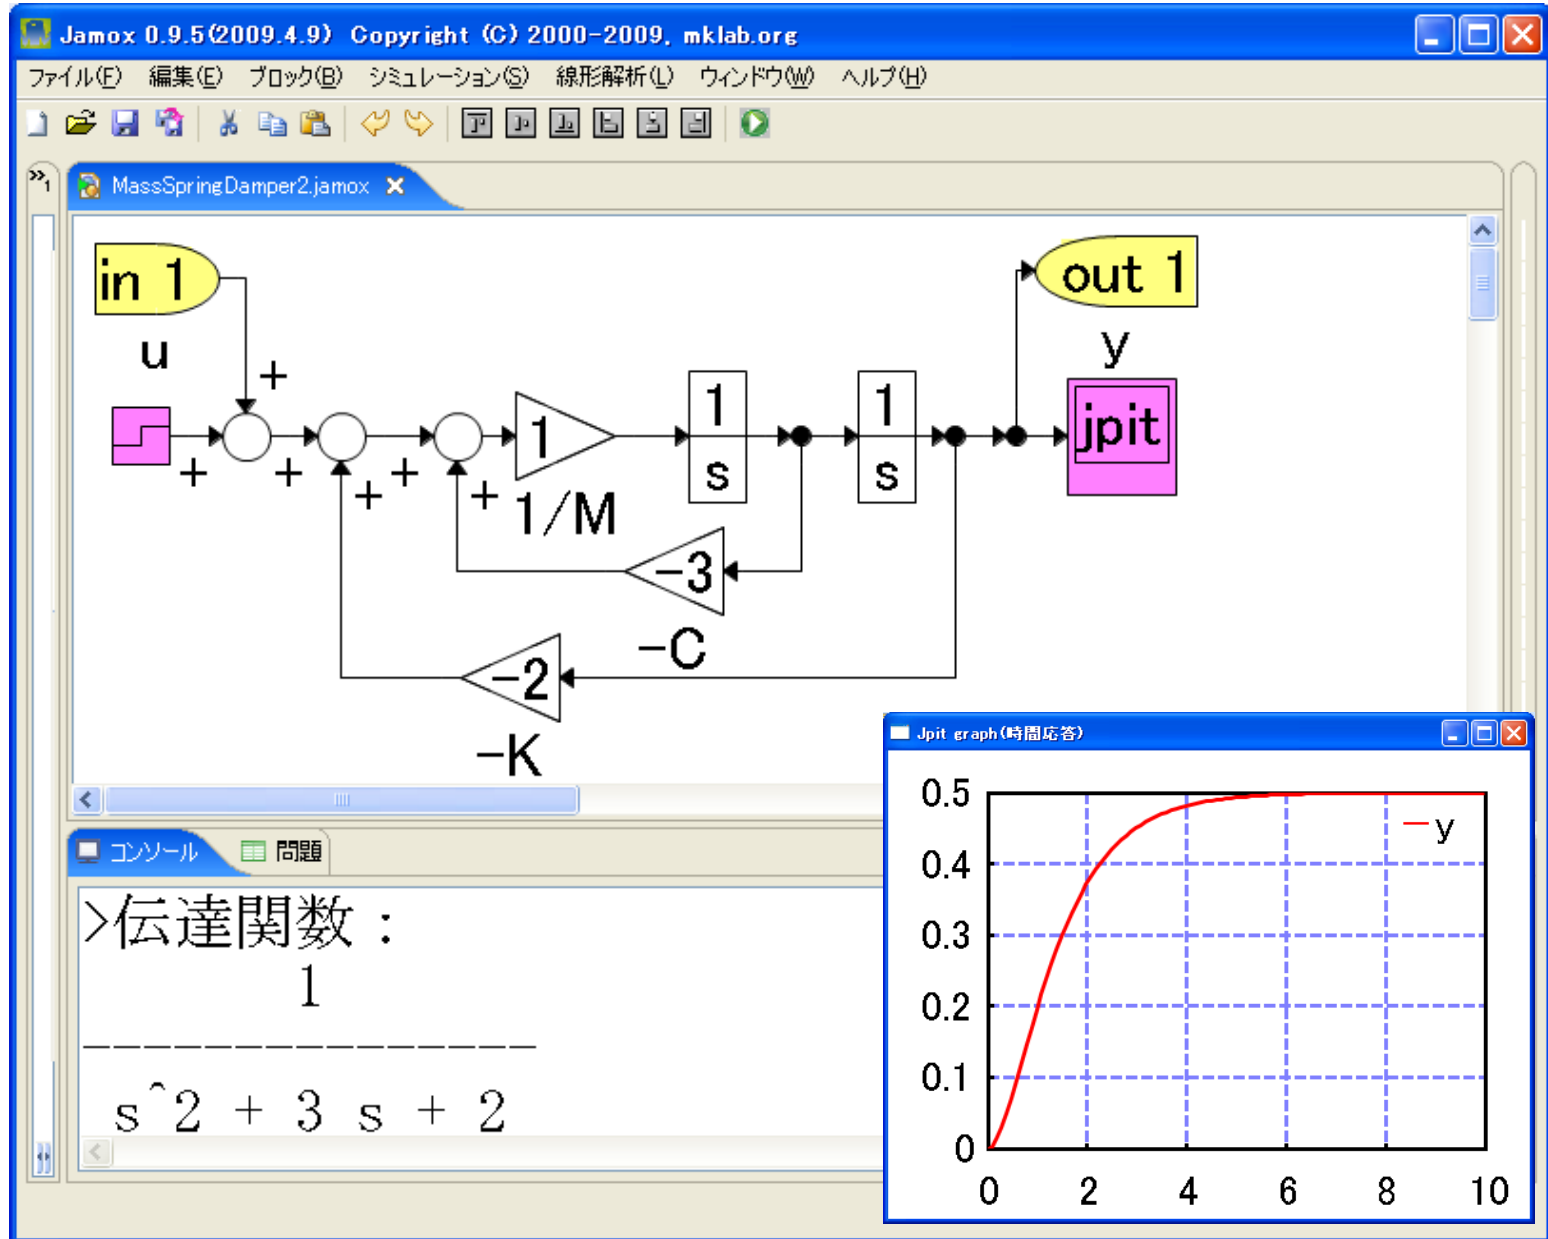 Jamox 0.9.5(2009.4.9) Copyright (C) 2000-2009, mklab.org
ファイル(F) 編集(E) ブロック(B) シミュレーション(S) 線形解析(L) ウィンドウ(W) ヘルプ(H)
»1
MassSpringDamper2.jamox
in 1
out 1
u
y
+
1
1
1
jpit
s
s
+ + + + +
1/M
-3
-C
-2
-K
コンソール 問題
>伝達関数：
1
---------------
s^2 + 3 s + 2
Jpit graph(時間応答)
0.5
y
0.4
0.3
0.2
0.1
0
0 2 4 6 8 10